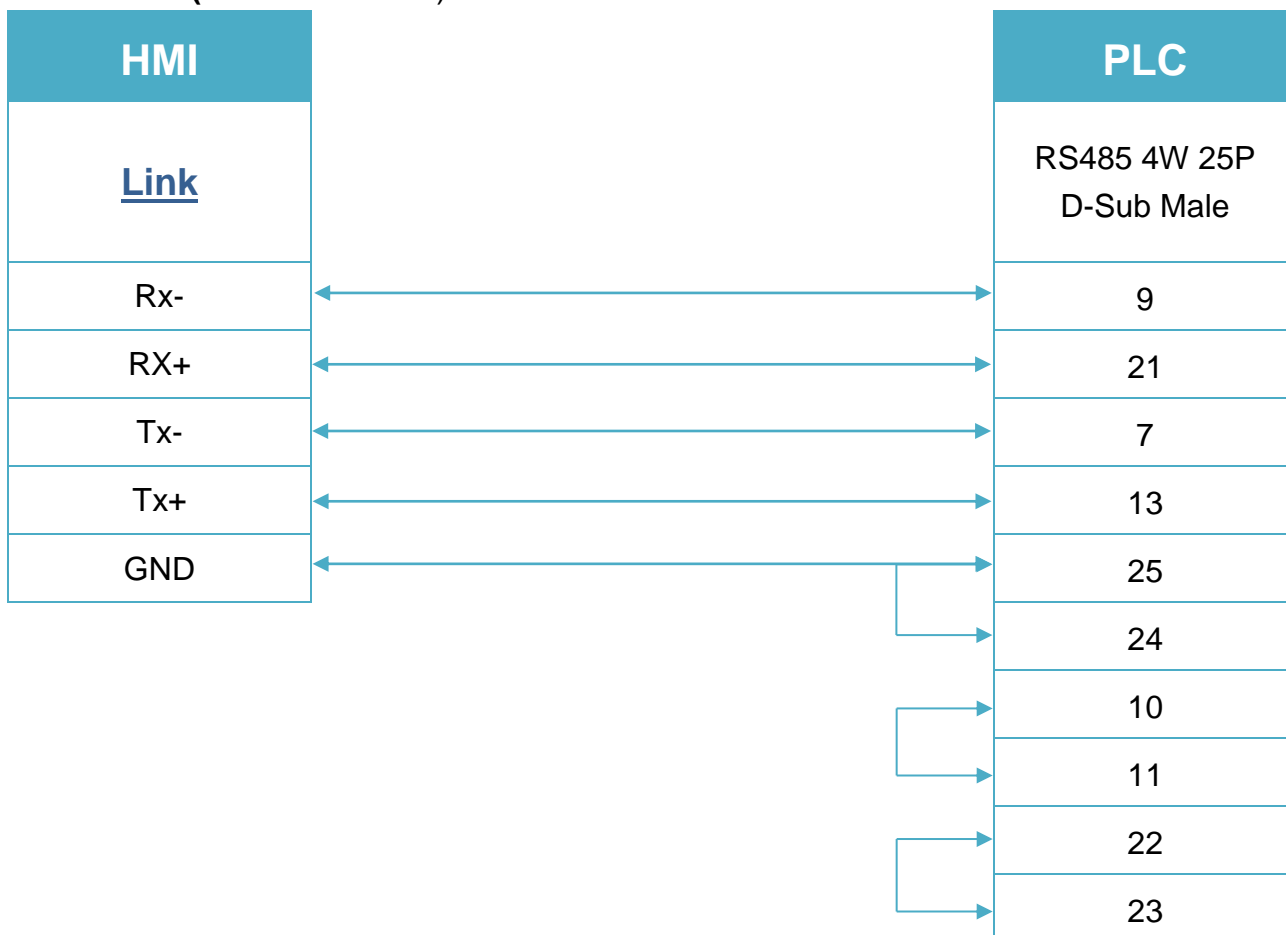 HMI
PLC
Link
RS485 4W 25P
D-Sub Male
Rx-
9
RX+
21
Tx-
7
Tx+
13
GND
25
24
10
11
22
23